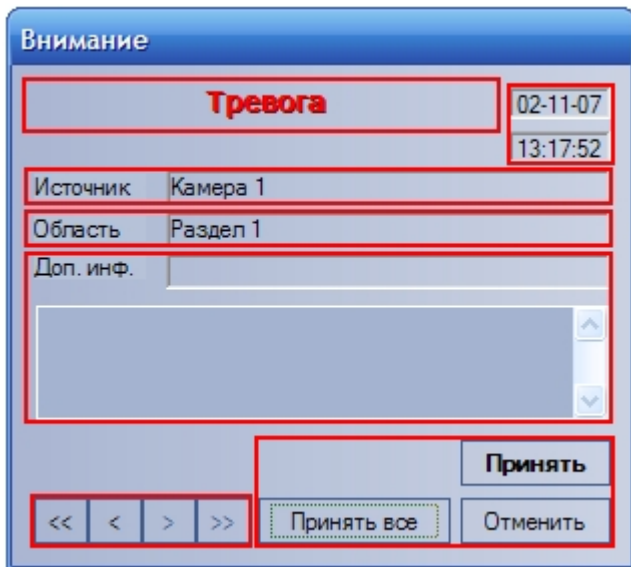 Внимание
Тревога
02-11-07
13:17:52
Источник Камера 1
Область Раздел 1
Доп. инф.
Принять
<< < > >> Принять все Отменить